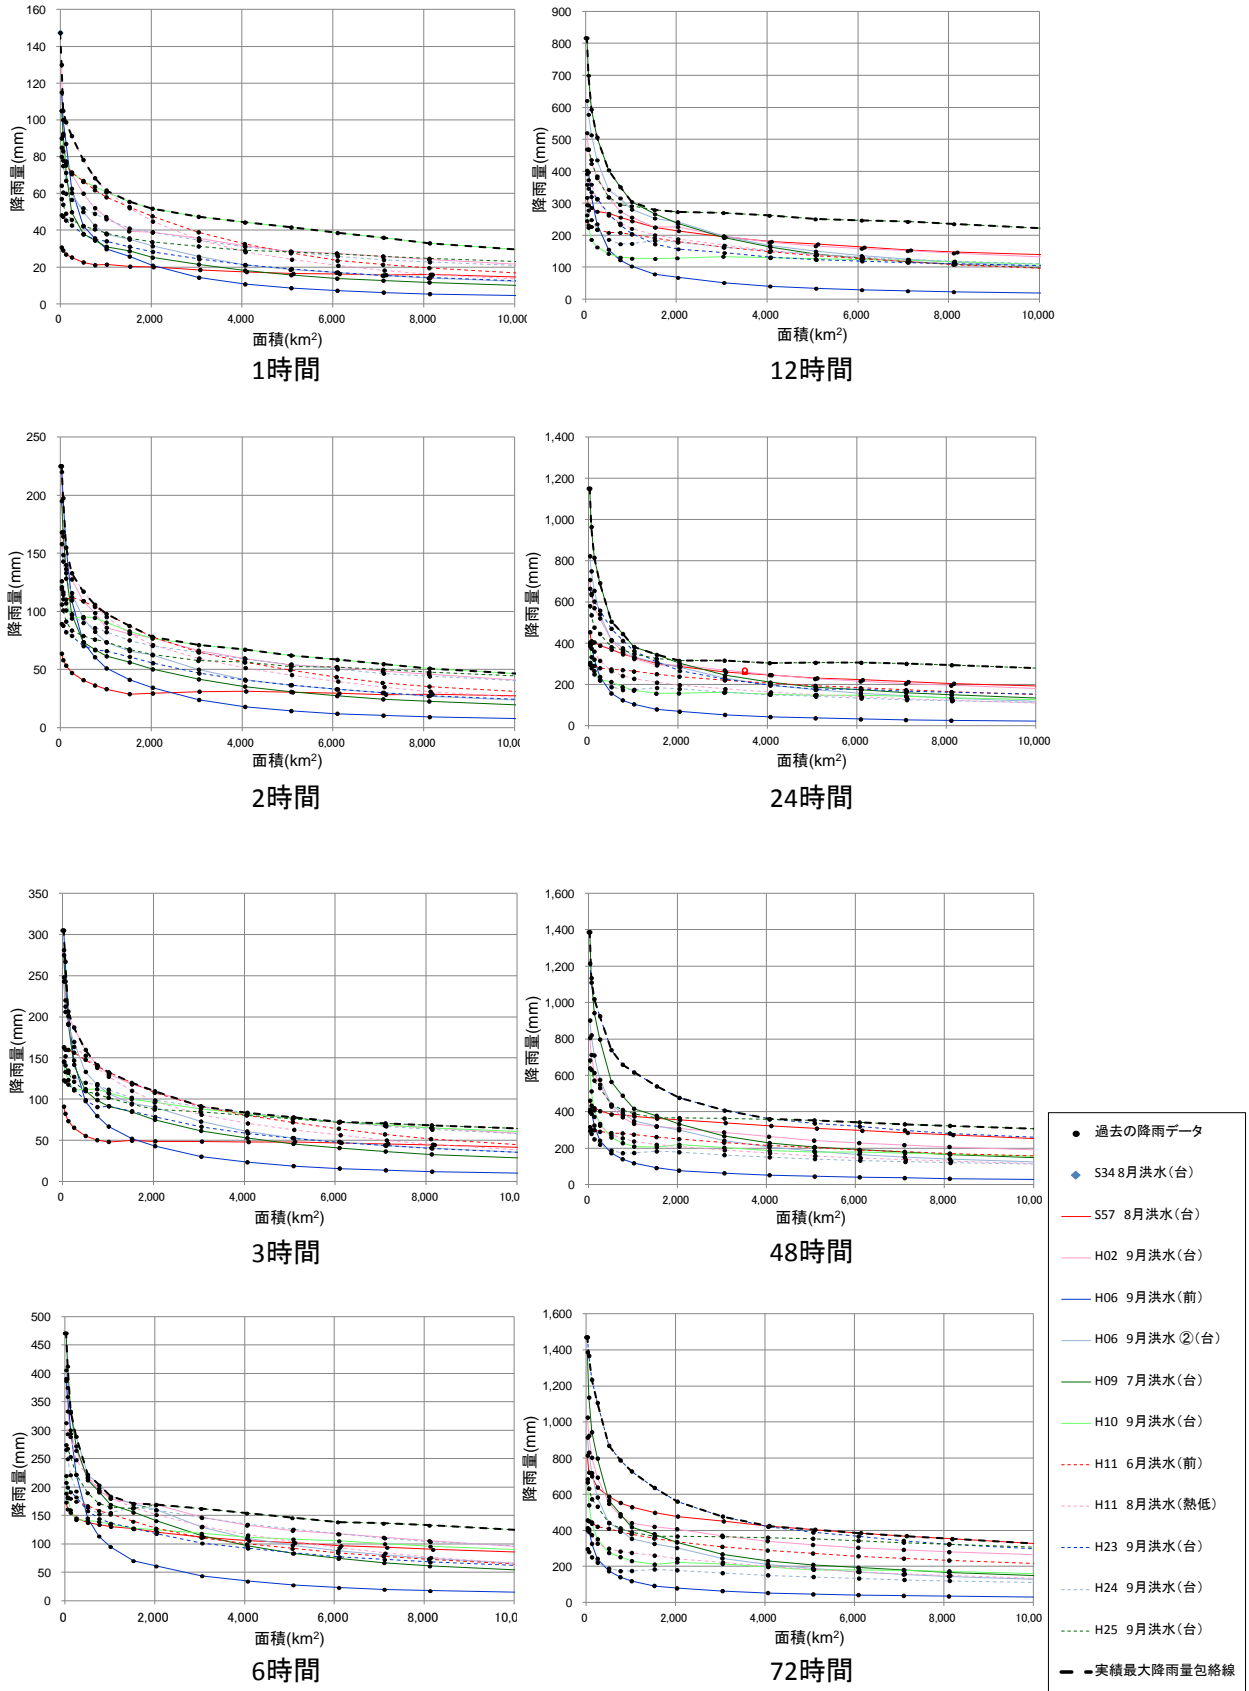 160
140
120
100
80
60
40
20
0
降雨量(mm)
0 2,000 4,000 6,000 8,000 10,000
面積(km²)
1時間
900
800
700
600
500
400
300
200
100
0
降雨量(mm)
0 2,000 4,000 6,000 8,000 10,000
面積(km²)
12時間
250
200
150
100
50
0
降雨量(mm)
0 2,000 4,000 6,000 8,000 10,00
面積(km²)
2時間
1,400
1,200
1,000
800
600
400
200
0
降雨量(mm)
0 2,000 4,000 6,000 8,000 10,000
面積(km²)
24時間
350
300
250
200
150
100
50
0
降雨量(mm)
0 2,000 4,000 6,000 8,000 10,00
面積(km²)
3時間
1,600
1,400
1,200
1,000
800
600
400
200
0
降雨量(mm)
0 2,000 4,000 6,000 8,000 10,00
面積(km²)
48時間
500
450
400
350
300
250
200
150
100
50
0
降雨量(mm)
0 2,000 4,000 6,000 8,000 10,00
面積(km²)
6時間
1,600
1,400
1,200
1,000
800
600
400
200
0
降雨量(mm)
0 2,000 4,000 6,000 8,000 10,00
面積(km²)
72時間
過去の降雨データ
S34 8月洪水(台)
S57 8月洪水(台)
H02 9月洪水(台)
H06 9月洪水(前)
H06 9月洪水②(台)
H09 7月洪水(台)
H10 9月洪水(台)
H11 6月洪水(前)
H11 8月洪水(熱低)
H23 9月洪水(台)
H24 9月洪水(台)
H25 9月洪水(台)
実績最大降雨量包絡線